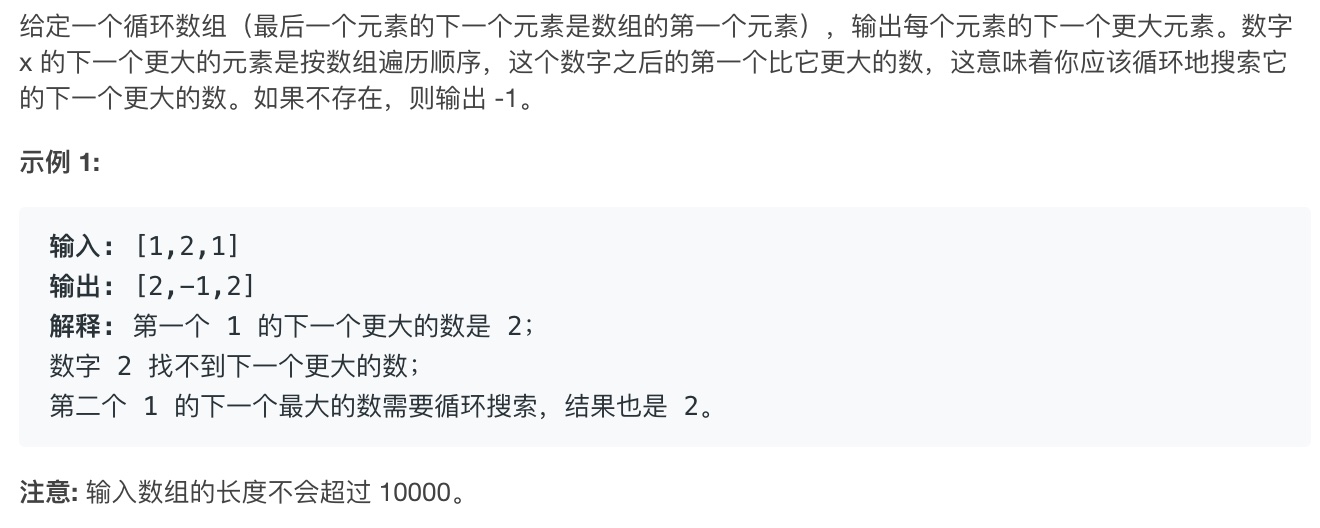 给定一个循环数组（最后一个元素的下一个元素是数组的第一个元素），输出每个元素的下一个更大元素。数字
x 的下一个更大的元素是按数组遍历顺序，这个数字之后的第一个比它更大的数，这意味着你应该循环地搜索它
的下一个更大的数。如果不存在，则输出 -1。
示例 1:
输入: [1,2,1]
输出: [2,-1,2]
解释: 第一个 1 的下一个更大的数是 2；
数字 2 找不到下一个更大的数；
第二个 1 的下一个最大的数需要循环搜索，结果也是 2。
注意: 输入数组的长度不会超过 10000。